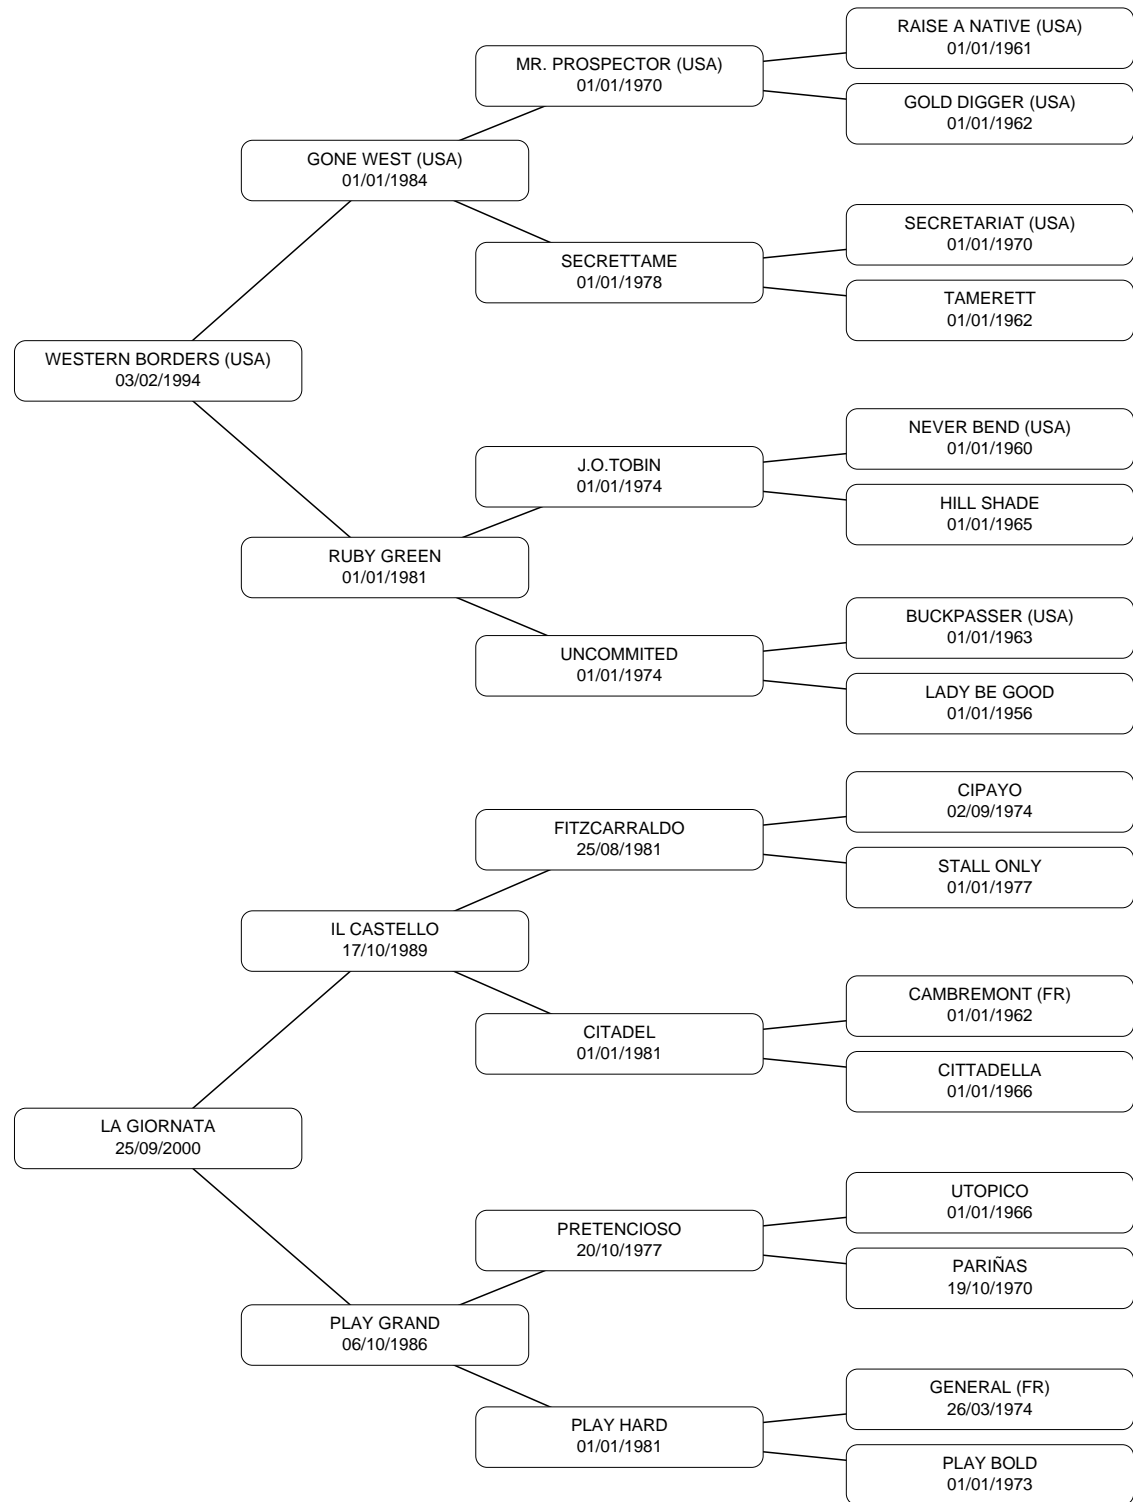 RAISE A NATIVE (USA)
01/01/1961
MR. PROSPECTOR (USA)
01/01/1970
GOLD DIGGER (USA)
01/01/1962
GONE WEST (USA)
01/01/1984
SECRETARIAT (USA)
01/01/1970
SECRETTAME
01/01/1978
TAMERETT
01/01/1962
WESTERN BORDERS (USA)
03/02/1994
NEVER BEND (USA)
01/01/1960
J.O.TOBIN
01/01/1974
HILL SHADE
01/01/1965
RUBY GREEN
01/01/1981
BUCKPASSER (USA)
01/01/1963
UNCOMMITED
01/01/1974
LADY BE GOOD
01/01/1956
CIPAYO
02/09/1974
FITZCARRALDO
25/08/1981
STALL ONLY
01/01/1977
IL CASTELLO
17/10/1989
CAMBREMONT (FR)
01/01/1962
CITADEL
01/01/1981
CITTADELLA
01/01/1966
LA GIORNATA
25/09/2000
UTOPICO
01/01/1966
PRETENCIOSO
20/10/1977
PARIÑAS
19/10/1970
PLAY GRAND
06/10/1986
GENERAL (FR)
26/03/1974
PLAY HARD
01/01/1981
PLAY BOLD
01/01/1973